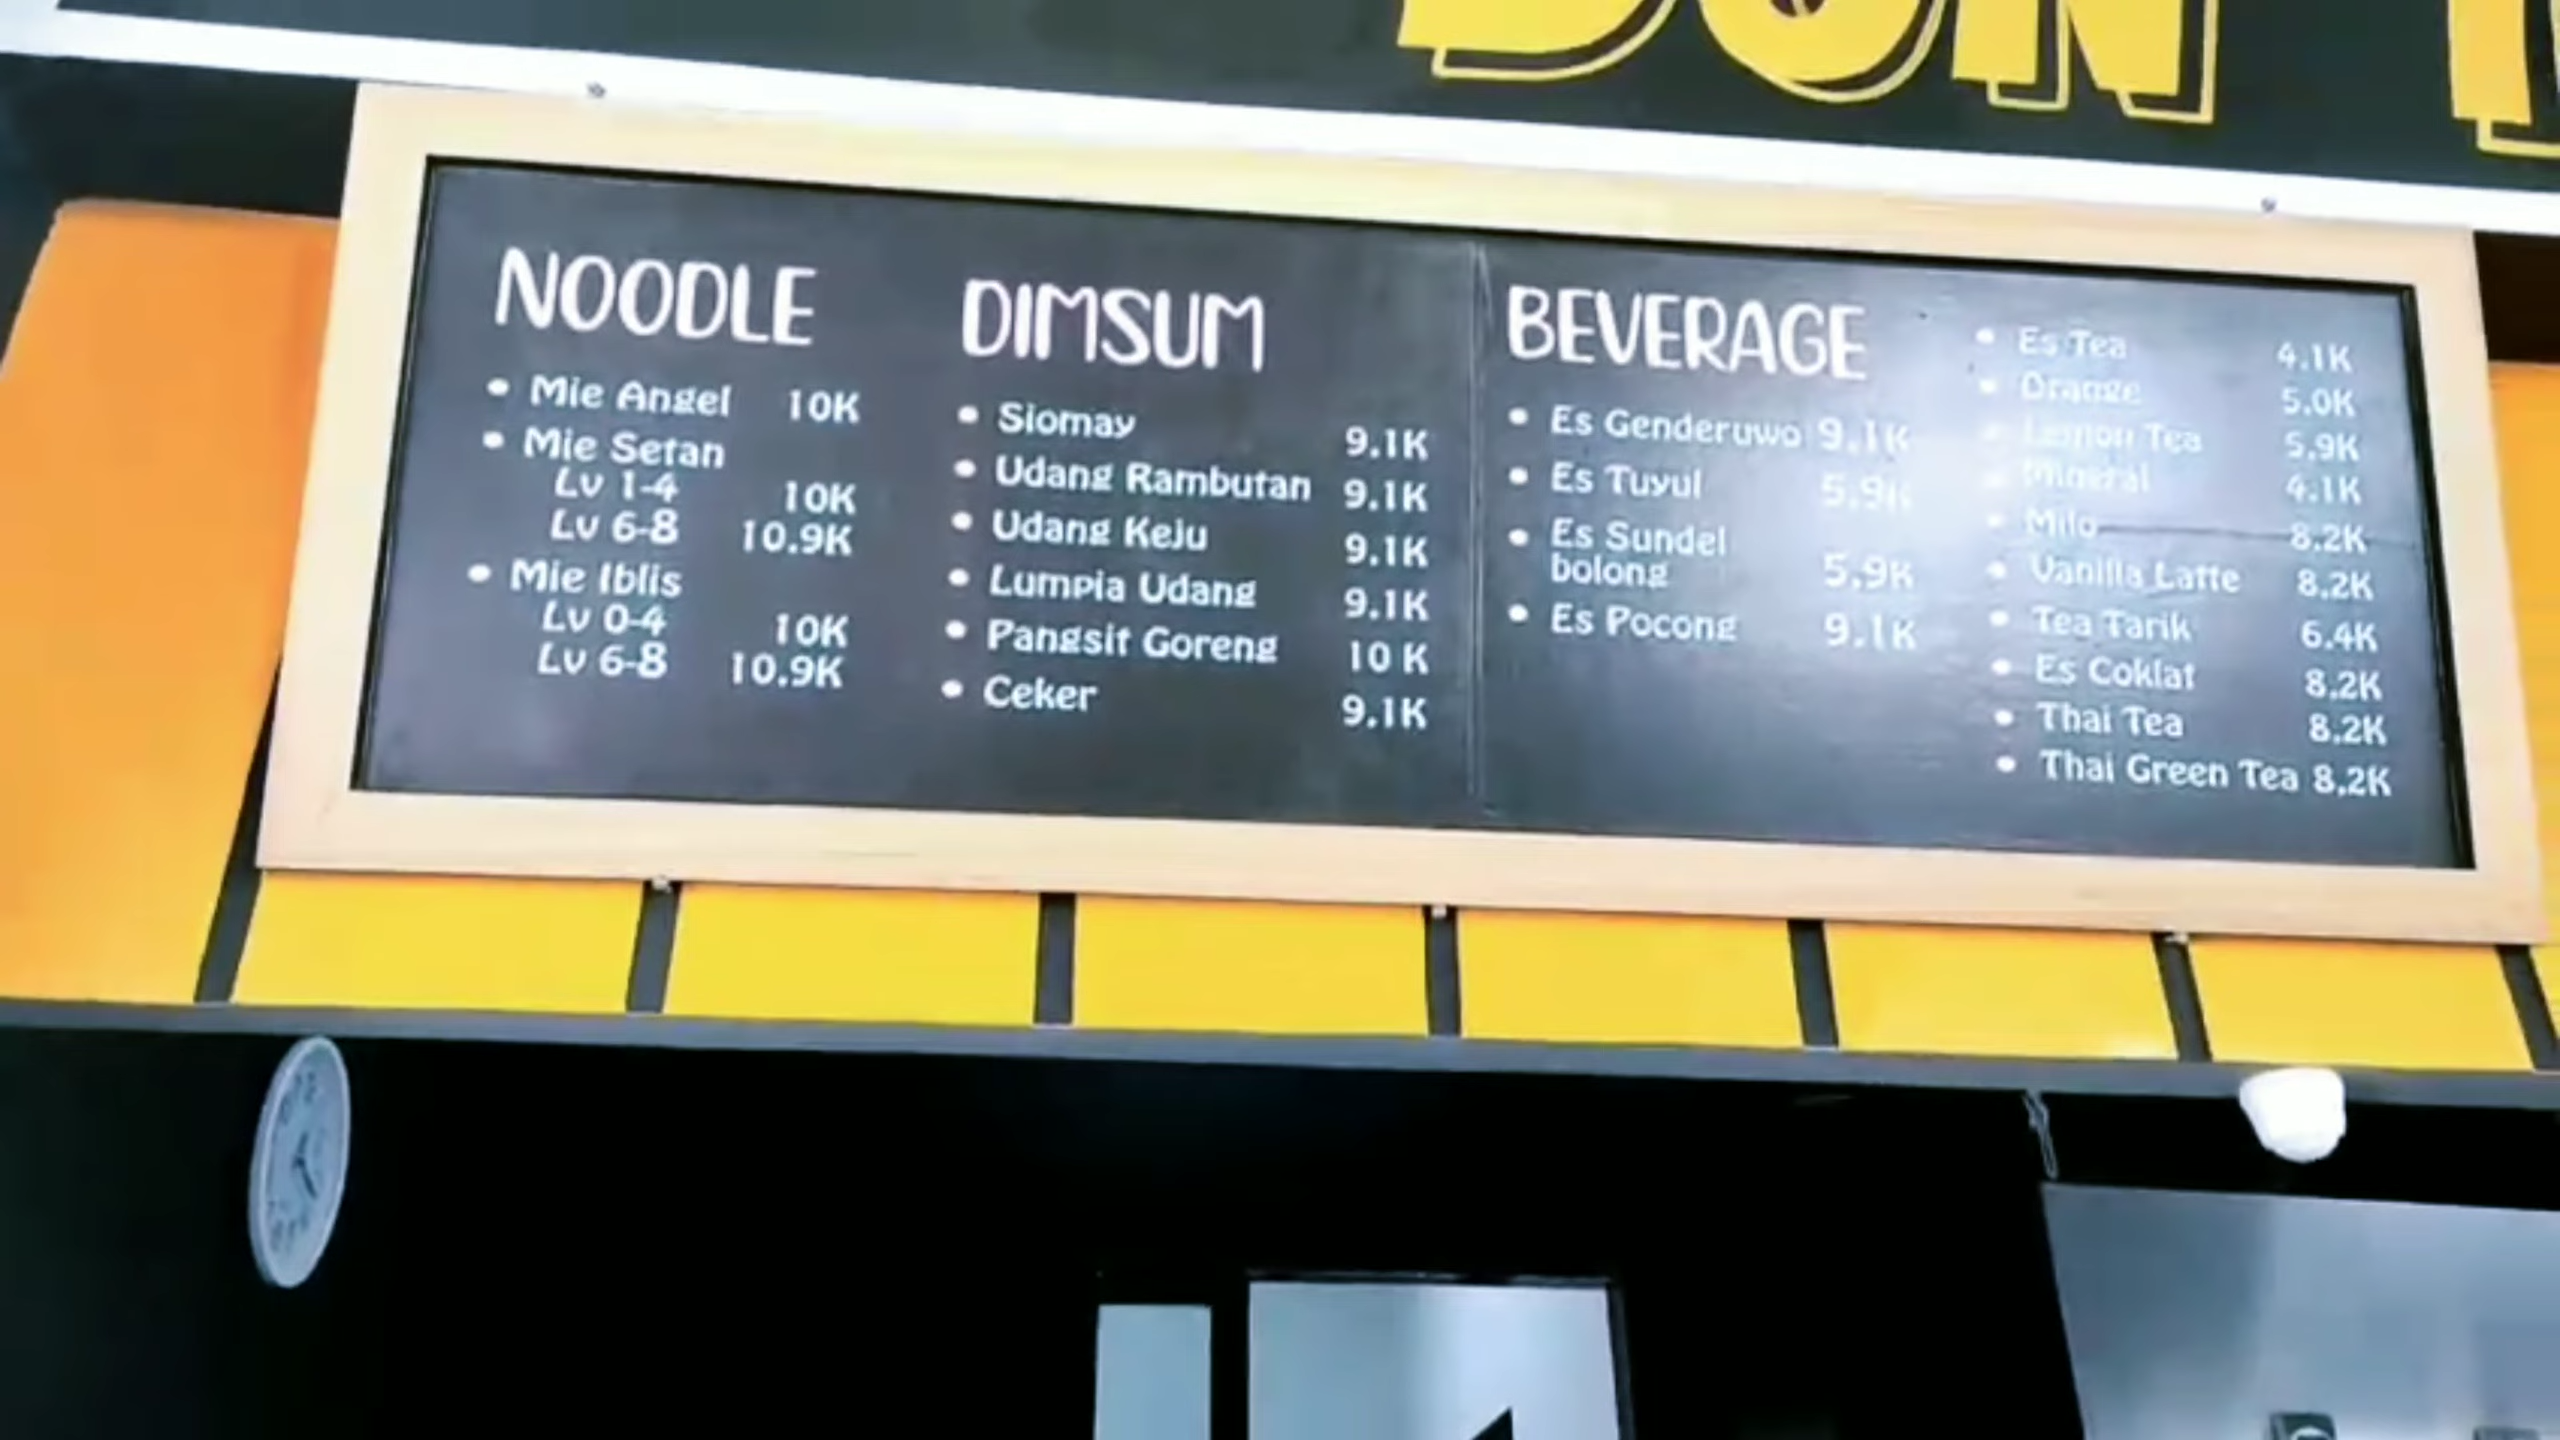 NOODLE
• Mie Angel 10K
• Mie Setan
Lv 1-4 10K
Lv 6-8 10.9K
• Mie Iblis
Lv 0-4 10K
Lv 6-8 10.9K
DIMSUM
• Siomay 9.1K
• Udang Rambutan 9.1K
• Udang Keju 9.1K
• Lumpia Udang 9.1K
• Pangsit Goreng 10 K
• Ceker 9.1K
BEVERAGE
• Es Genderuwo 9.1K
• Es Tuyul 5.9K
• Es Sundel
bolong 5.9K
• Es Pocong 9.1K
• Es Tea 4.1K
• Orange 5.0K
• Lemon Tea 5.9K
• Mineral 4.1K
• Milo 8.2K
• Vanilla Latte 8.2K
• Tea Tarik 6.4K
• Es Coklat 8.2K
• Thai Tea 8.2K
• Thai Green Tea 8,2K